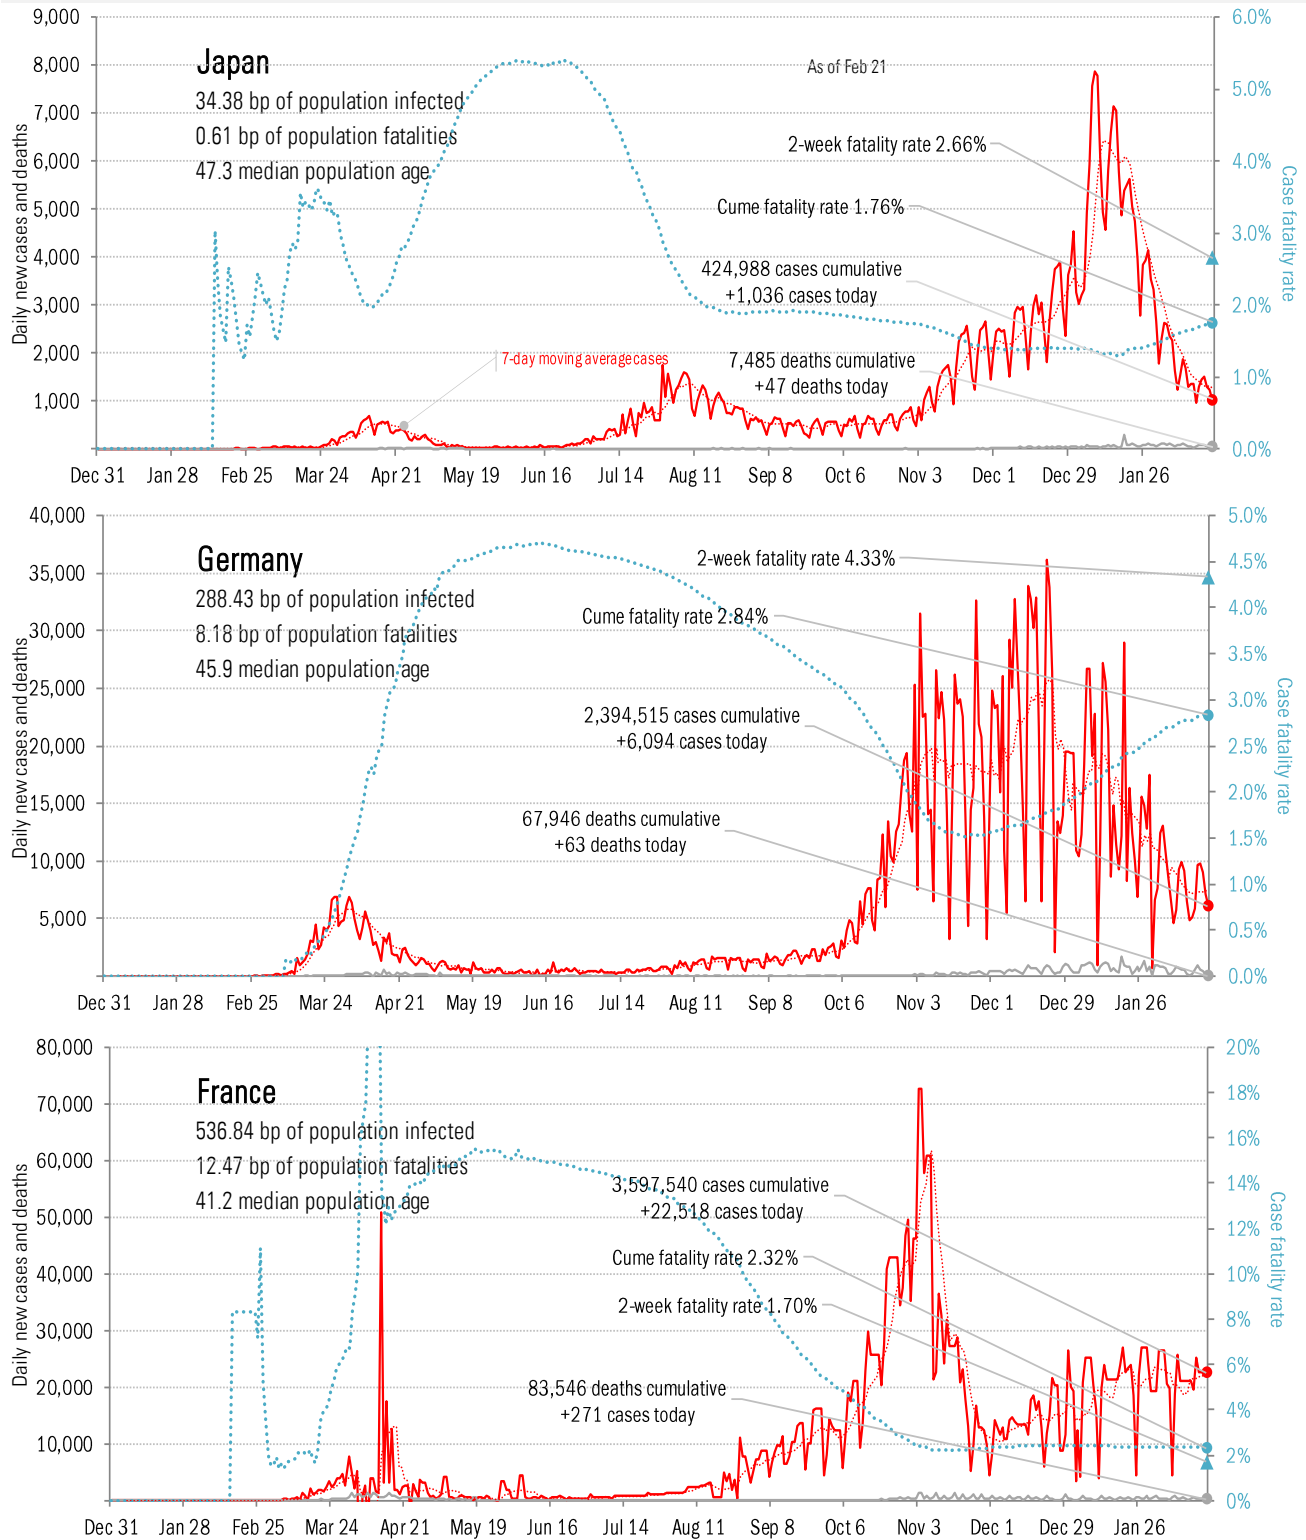 9,000
8,000
7,000
6,000
5,000
4,000
3,000
2,000
1,000
Daily new cases and deaths
Japan
34.38 bp of population infected
0.61 bp of population fatalities
47.3 median population age
As of Feb 21
2-week fatality rate 2.66%
Cume fatality rate 1.76%
424,988 cases cumulative
+1,036 cases today
7-day moving average cases
7,485 deaths cumulative
+47 deaths today
6.0%
5.0%
4.0%
3.0%
2.0%
1.0%
0.0%
Case fatality rate
Dec 31 Jan 28 Feb 25 Mar 24 Apr 21 May 19 Jun 16 Jul 14 Aug 11 Sep 8 Oct 6 Nov 3 Dec 1 Dec 29 Jan 26
40,000
35,000
30,000
25,000
20,000
15,000
10,000
5,000
Daily new cases and deaths
Germany
288.43 bp of population infected
8.18 bp of population fatalities
45.9 median population age
2-week fatality rate 4.33%
Cume fatality rate 2.84%
2,394,515 cases cumulative
+6,094 cases today
67,946 deaths cumulative
+63 deaths today
5.0%
4.5%
4.0%
3.5%
3.0%
2.5%
2.0%
1.5%
1.0%
0.5%
0.0%
Case fatality rate
Dec 31 Jan 28 Feb 25 Mar 24 Apr 21 May 19 Jun 16 Jul 14 Aug 11 Sep 8 Oct 6 Nov 3 Dec 1 Dec 29 Jan 26
80,000
70,000
60,000
50,000
40,000
30,000
20,000
10,000
Daily new cases and deaths
France
536.84 bp of population infected
12.47 bp of population fatalities
41.2 median population age
3,597,540 cases cumulative
+22,518 cases today
Cume fatality rate 2.32%
2-week fatality rate 1.70%
83,546 deaths cumulative
+271 cases today
20%
18%
16%
14%
12%
10%
8%
6%
4%
2%
0%
Case fatality rate
Dec 31 Jan 28 Feb 25 Mar 24 Apr 21 May 19 Jun 16 Jul 14 Aug 11 Sep 8 Oct 6 Nov 3 Dec 1 Dec 29 Jan 26